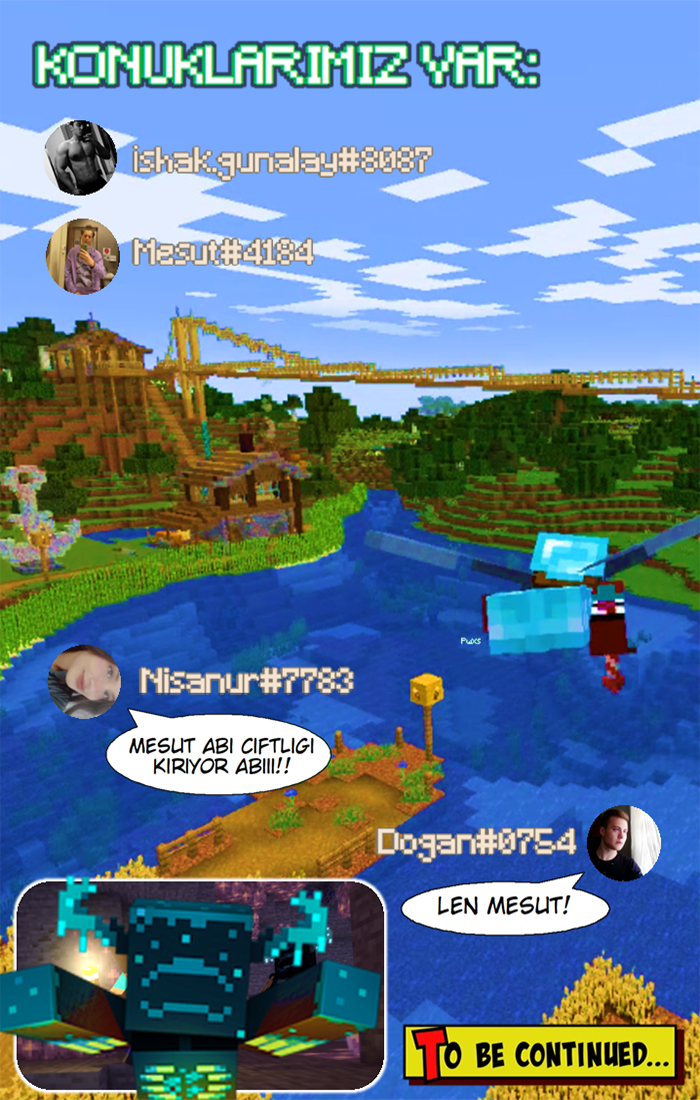 KONUKLARIMIZ VAR:
ishak.gunalay#8087
Mesut#4184
Puxs
Nisanur#7783
MESUT ABI CIFTLIGI
KIRIYOR ABIII!!
Dogan#0754
LEN MESUT!
TO BE CONTINUED...